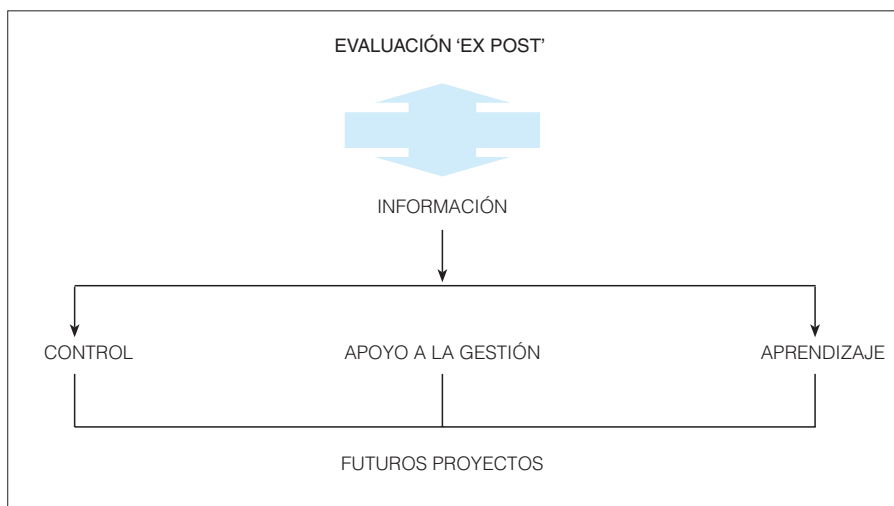 EVALUACIÓN ‘EX POST’
INFORMACIÓN
CONTROL
APOYO A LA GESTIÓN
APRENDIZAJE
FUTUROS PROYECTOS